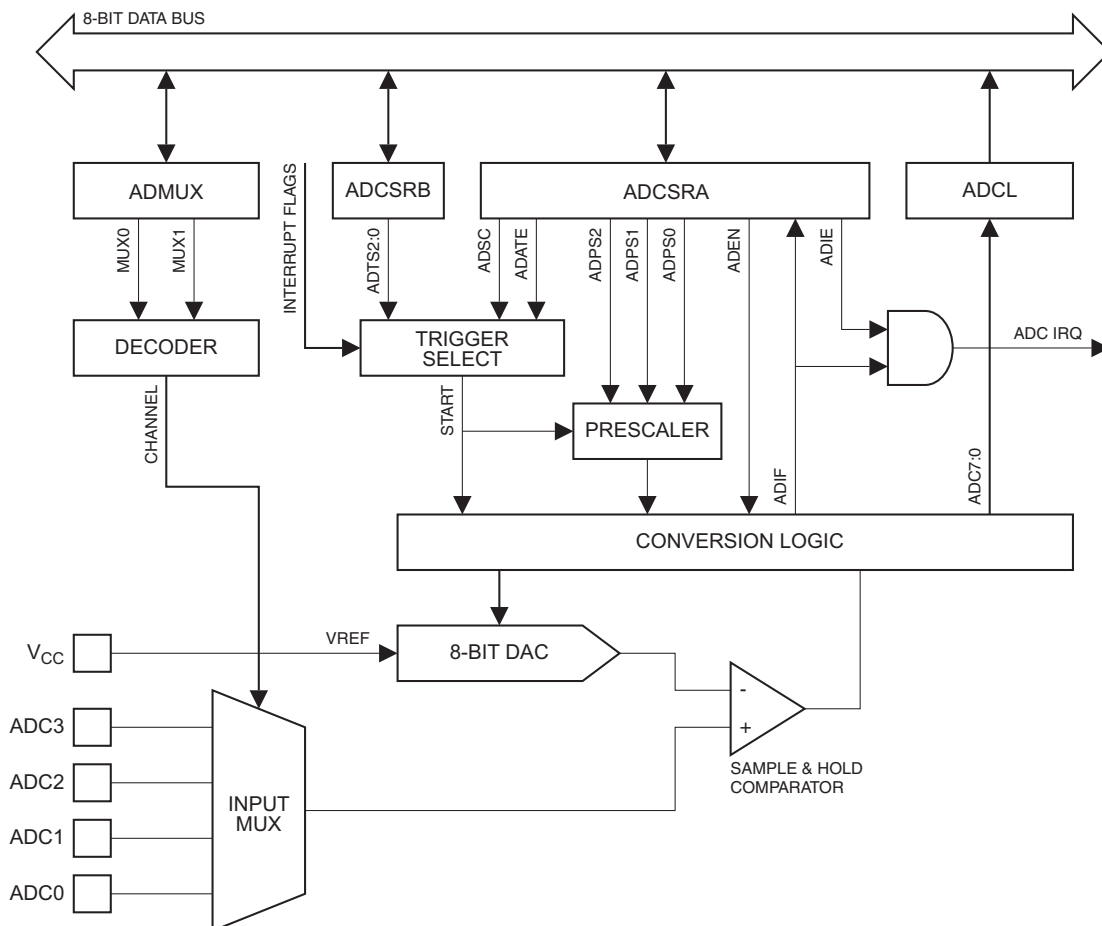 8-BIT DATA BUS
ADMUX
ADCSRB
ADCSRA
ADCL
INTERRUPT FLAGS
MUX0
MUX1
ADTS2:0
ADSC
ADATE
ADPS2
ADPS1
ADPS0
ADEN
ADIE
DECODER
TRIGGER
SELECT
ADC IRQ
CHANNEL
START
PRESCALER
ADIF
ADC7:0
CONVERSION LOGIC
VCC
VREF
8-BIT DAC
-
+
SAMPLE & HOLD
COMPARATOR
ADC3
ADC2
ADC1
ADC0
INPUT
MUX